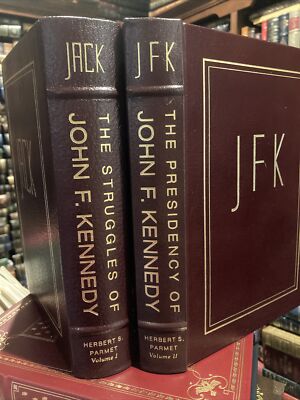 JACK
THE STRUGGLES OF
JOHN F. KENNEDY
HERBERT S.
PARMET
Volume I
JACK
JFK
THE PRESIDENCY OF
JOHN F. KENNEDY
HERBERT S.
PARMET
Volume II
JFK